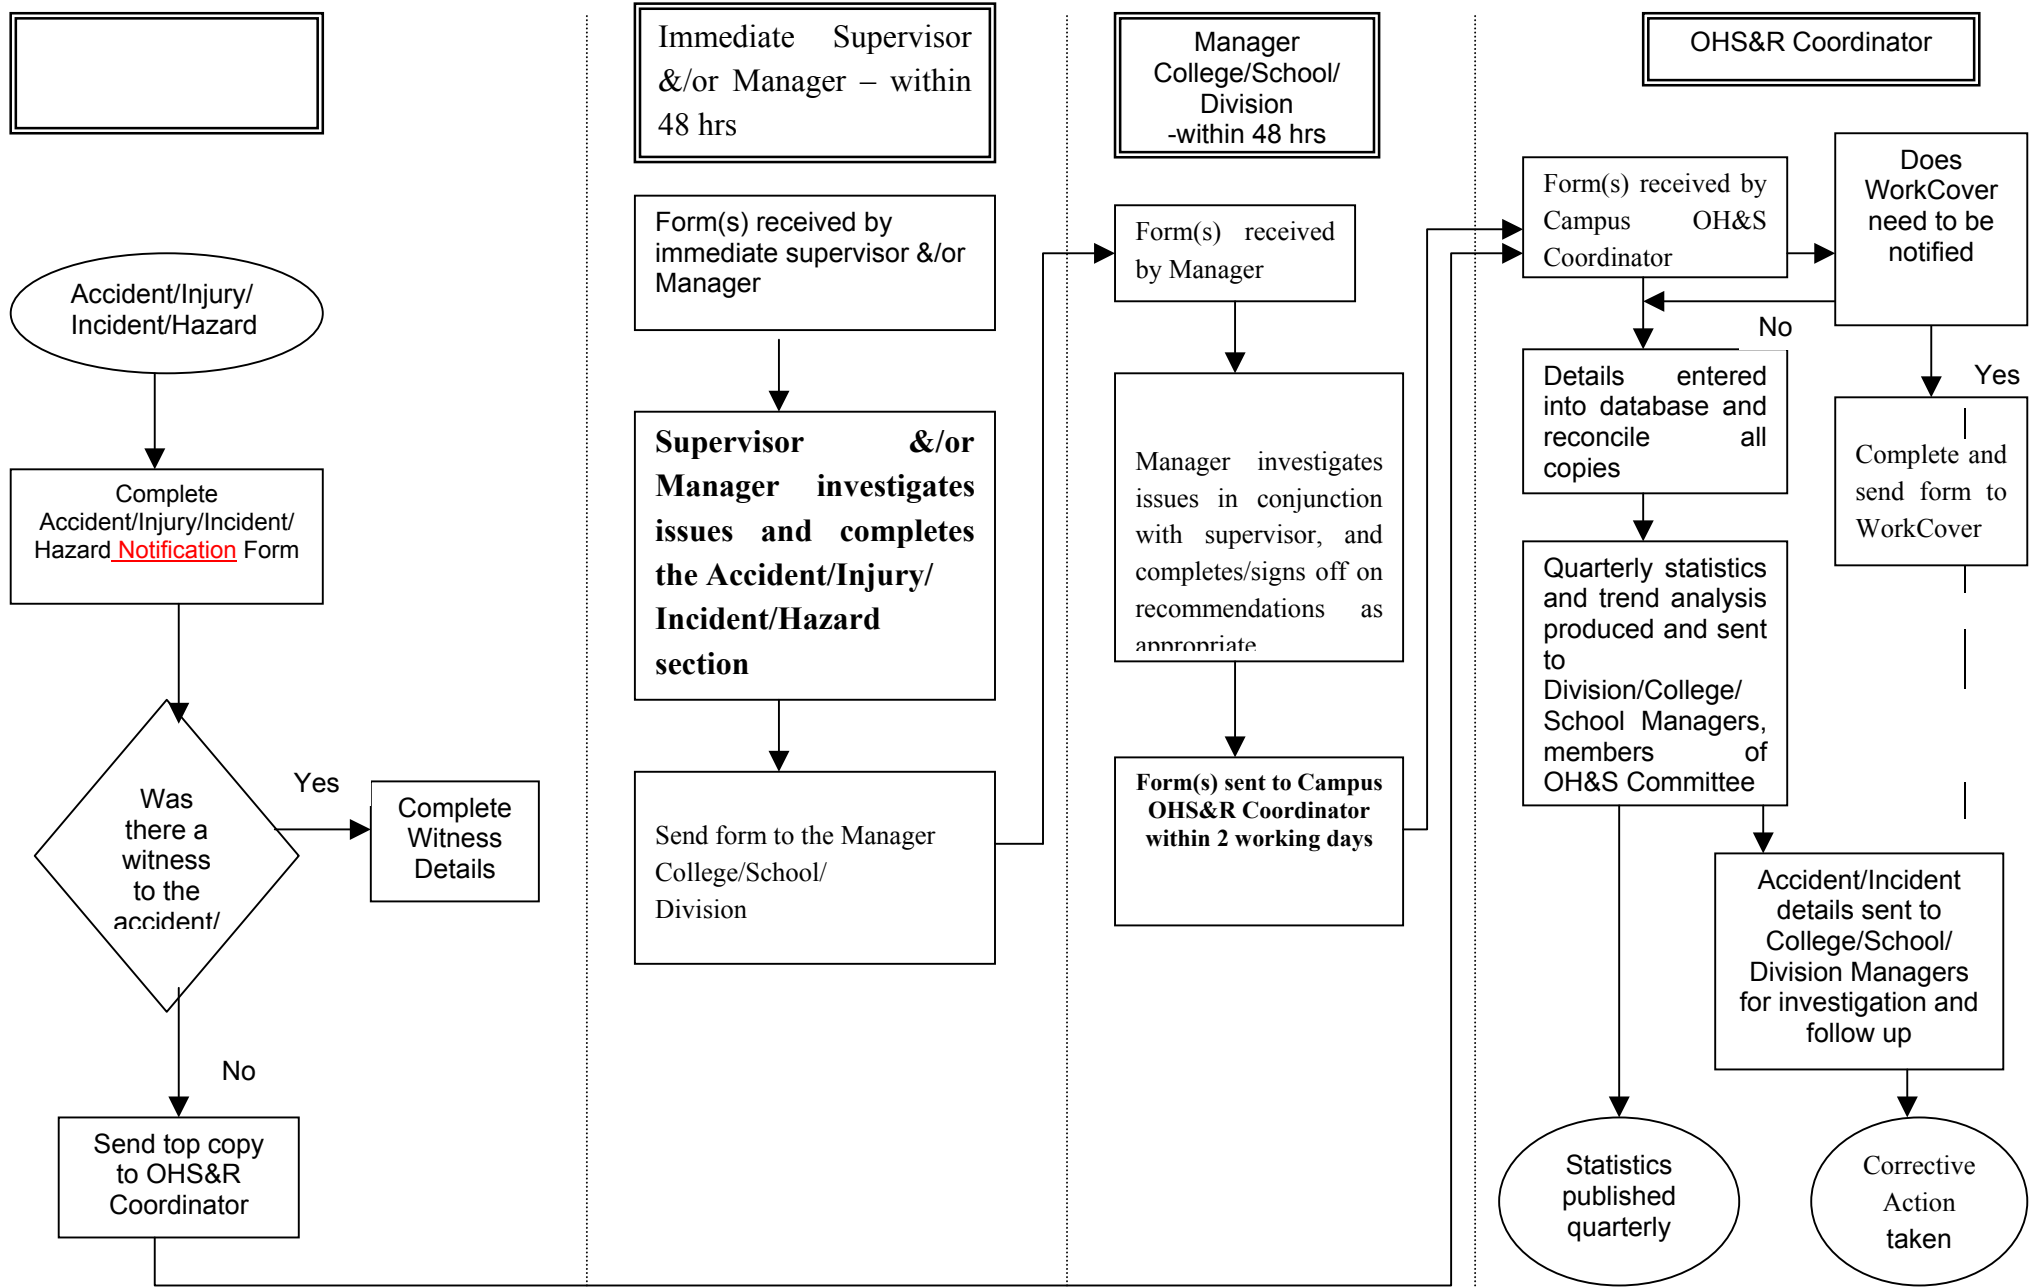 Immediate Supervisor
&/or Manager – within
48 hrs
Manager
College/School/
Division
-within 48 hrs
OHS&R Coordinator
Accident/Injury/
Incident/Hazard
Complete
Accident/Injury/Incident/
Hazard Notification Form
Was
there a
witness
to the
accident/
Yes
Complete
Witness
Details
No
Send top copy
to OHS&R
Coordinator
Form(s) received by
immediate supervisor &/or
Manager
Supervisor &/or
Manager investigates
issues and completes
the Accident/Injury/
Incident/Hazard
section
Send form to the Manager
College/School/
Division
Form(s) received
by Manager
Manager investigates
issues in conjunction
with supervisor, and
completes/signs off on
recommendations as
appropriate
Form(s) sent to Campus
OHS&R Coordinator
within 2 working days
Form(s) received by
Campus OH&S
Coordinator
Does
WorkCover
need to be
notified
No
Yes
Details entered
into database and
reconcile all
copies
Complete and
send form to
WorkCover
Quarterly statistics
and trend analysis
produced and sent
to
Division/College/
School Managers,
members of
OH&S Committee
Accident/Incident
details sent to
College/School/
Division Managers
for investigation and
follow up
Statistics
published
quarterly
Corrective
Action
taken